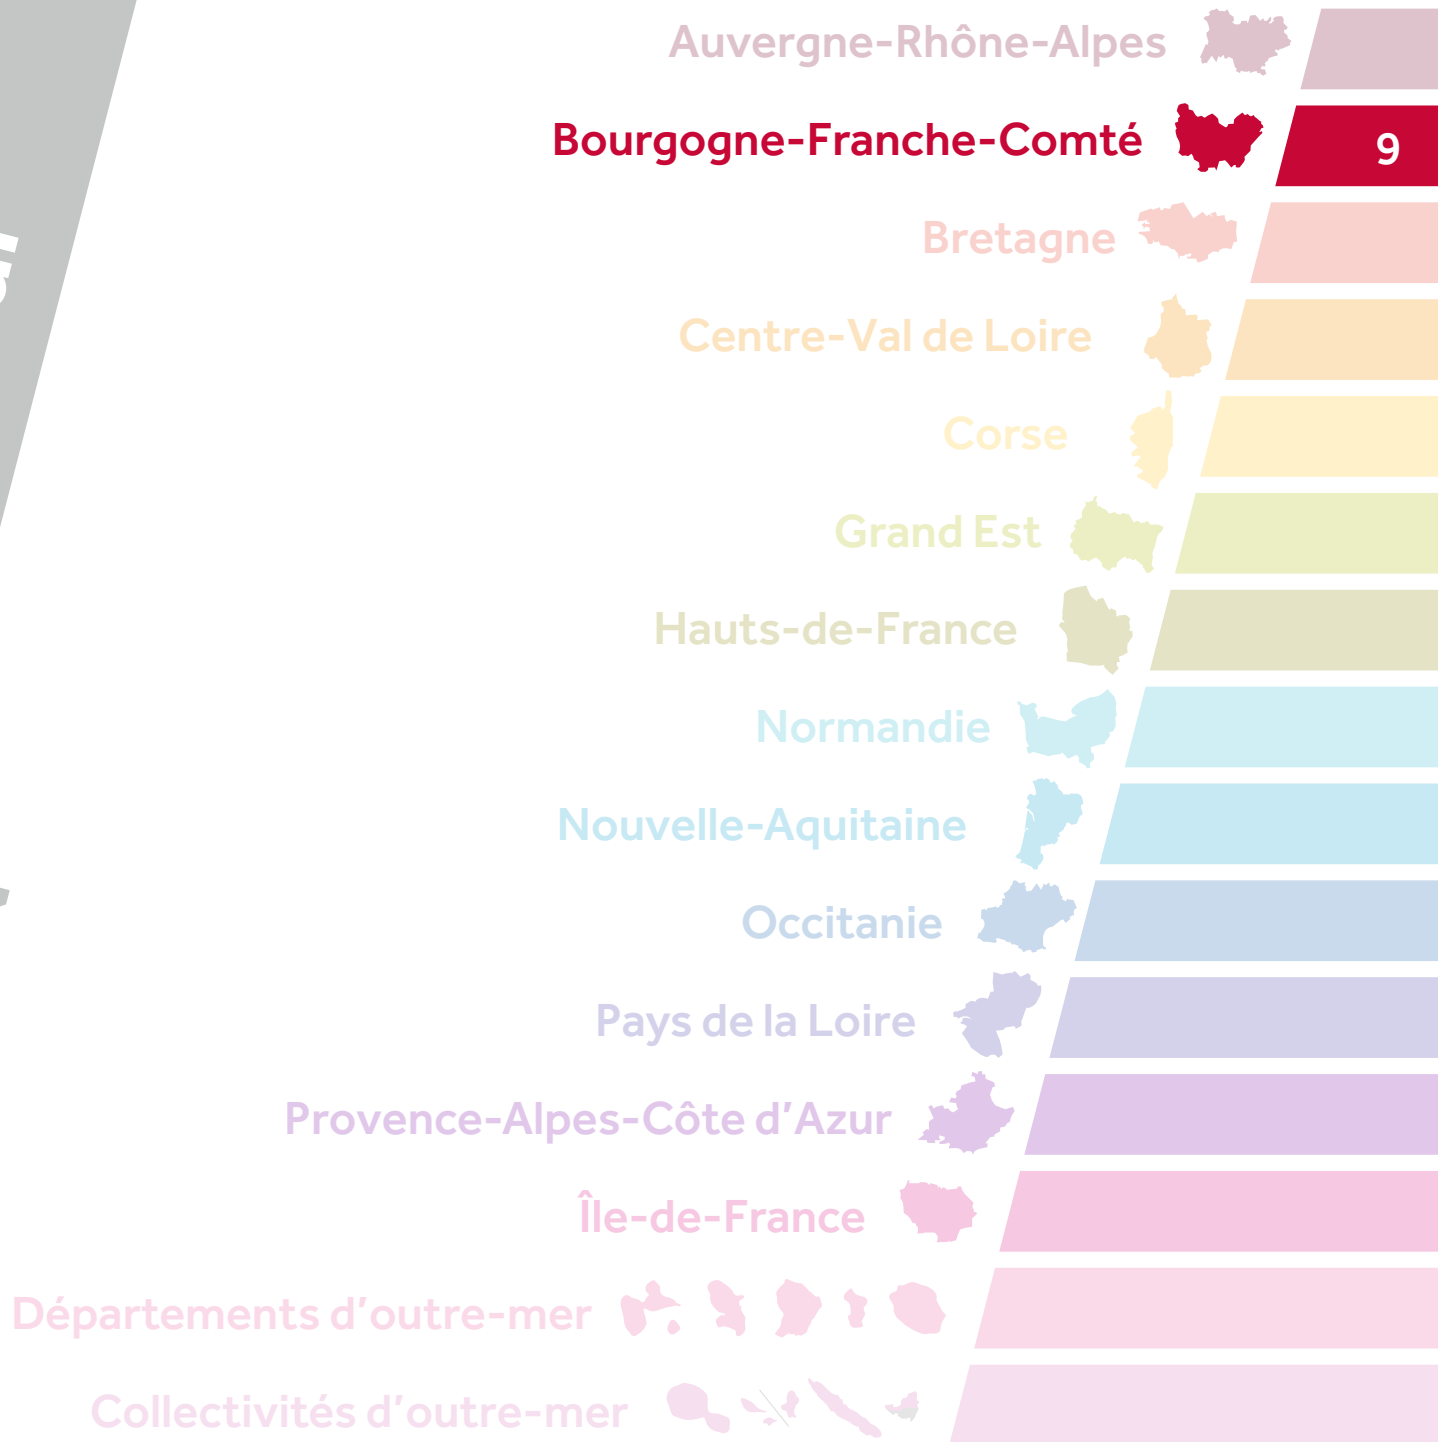 Auvergne-Rhône-Alpes
Bourgogne-Franche-Comté 9
Bretagne
Centre-Val de Loire
Corse
Grand Est
Hauts-de-France
Normandie
Nouvelle-Aquitaine
Occitanie
Pays de la Loire
Provence-Alpes-Côte d’Azur
Île-de-France
Départements d’outre-mer
Collectivités d’outre-mer